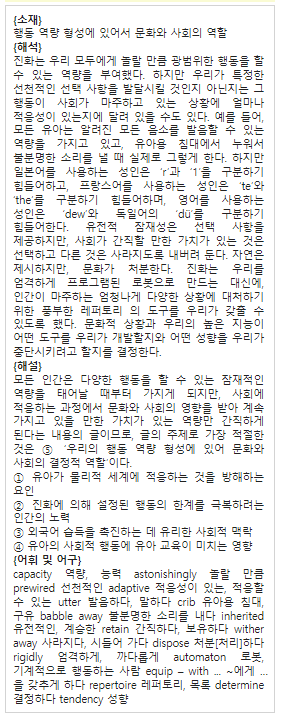 {소재}
행동 역량 형성에 있어서 문화와 사회의 역할
{해석}
진화는 우리 모두에게 놀랄 만큼 광범위한 행동을 할
수 있는 역량을 부여했다. 하지만 우리가 특정한
선천적인 선택 사항을 발달시킬 것인지 아닌지는 그
행동이 사회가 마주하고 있는 상황에 얼마나
적응성이 있는지에 달려 있을 수도 있다. 예를 들어,
모든 유아는 알려진 모든 음소를 발음할 수 있는
역량을 가지고 있고, 유아용 침대에서 누워서
불분명한 소리를 낼 때 실제로 그렇게 한다. 하지만
일본어를 사용하는 성인은 'r'과 'l'을 구분하기
힘들어하고, 프랑스어를 사용하는 성인은 'te'와
'the'를 구분하기 힘들어하며, 영어를 사용하는
성인은 'dew'와 독일어의 'dü'를 구분하기
힘들어한다. 유전적 잠재성은 선택 사항을
제공하지만, 사회가 간직할 만한 가치가 있는 것은
선택하고 다른 것은 사라지도록 내버려 둔다. 자연은
제시하지만, 문화가 처분한다. 진화는 우리를
엄격하게 프로그램된 로봇으로 만드는 대신에,
인간이 마주하는 엄청나게 다양한 상황에 대처하기
위한 풍부한 레퍼토리 의 도구를 우리가 갖출 수
있도록 했다. 문화적 상황과 우리의 높은 지능이
어떤 도구를 우리가 개발할지와 어떤 성향을 우리가
중단시키려고 할지를 결정한다.
{해설}
모든 인간은 다양한 행동을 할 수 있는 잠재적인
역량을 태어날 때부터 가지게 되지만, 사회에
적응하는 과정에서 문화와 사회의 영향을 받아 계속
가지고 있을 만한 가치가 있는 역량만 간직하게
된다는 내용의 글이므로, 글의 주제로 가장 적절한
것은 ⑤ '우리의 행동 역량 형성에 있어 문화와
사회의 결정적 역할'이다.
① 유아가 물리적 세계에 적응하는 것을 방해하는
요인
② 진화에 의해 설정된 행동의 한계를 극복하려는
인간의 노력
③ 외국어 습득을 촉진하는 데 유리한 사회적 맥락
④ 유아의 사회적 행동에 유아 교육이 미치는 영향
{어휘 및 어구}
capacity 역량, 능력 astonishingly 놀랄 만큼
prewired 선천적인 adaptive 적응성이 있는, 적응할
수 있는 utter 발음하다, 말하다 crib 유아용 침대,
구유 babble away 불분명한 소리를 내다 inherited
유전적인, 계승한 retain 간직하다, 보유하다 wither
away 사라지다, 시들어 가다 dispose 처분[처리]하다
rigidly 엄격하게, 까다롭게 automaton 로봇,
기계적으로 행동하는 사람 equip – with ... ~에게 ...
을 갖추게 하다 repertoire 레퍼토리, 목록 determine
결정하다 tendency 성향